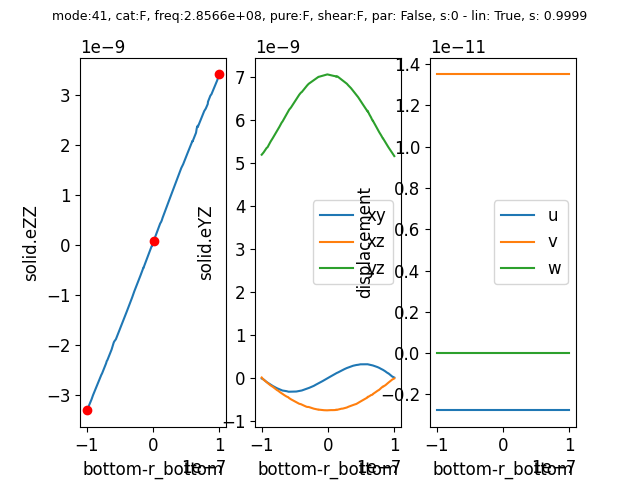 mode:41, cat:F, freq:2.8566e+08, pure:F, shear:F, par: False, s:0 - lin: True, s: 0.9999
1e−9
3
2
1
0
−1
−2
−3
solid.eZZ
−1
0
1
bottom-r_bottom
1e−7
1e−9
7
6
5
4
3
2
1
0
−1
solid.eYZ
xy
xz
yz
−1
0
1
bottom-r_bottom
1e−7
1e−11
1.4
1.2
1.0
0.8
0.6
0.4
0.2
0.0
−0.2
displacement
u
v
w
−1
0
1
bottom-r_bottom
1e−7